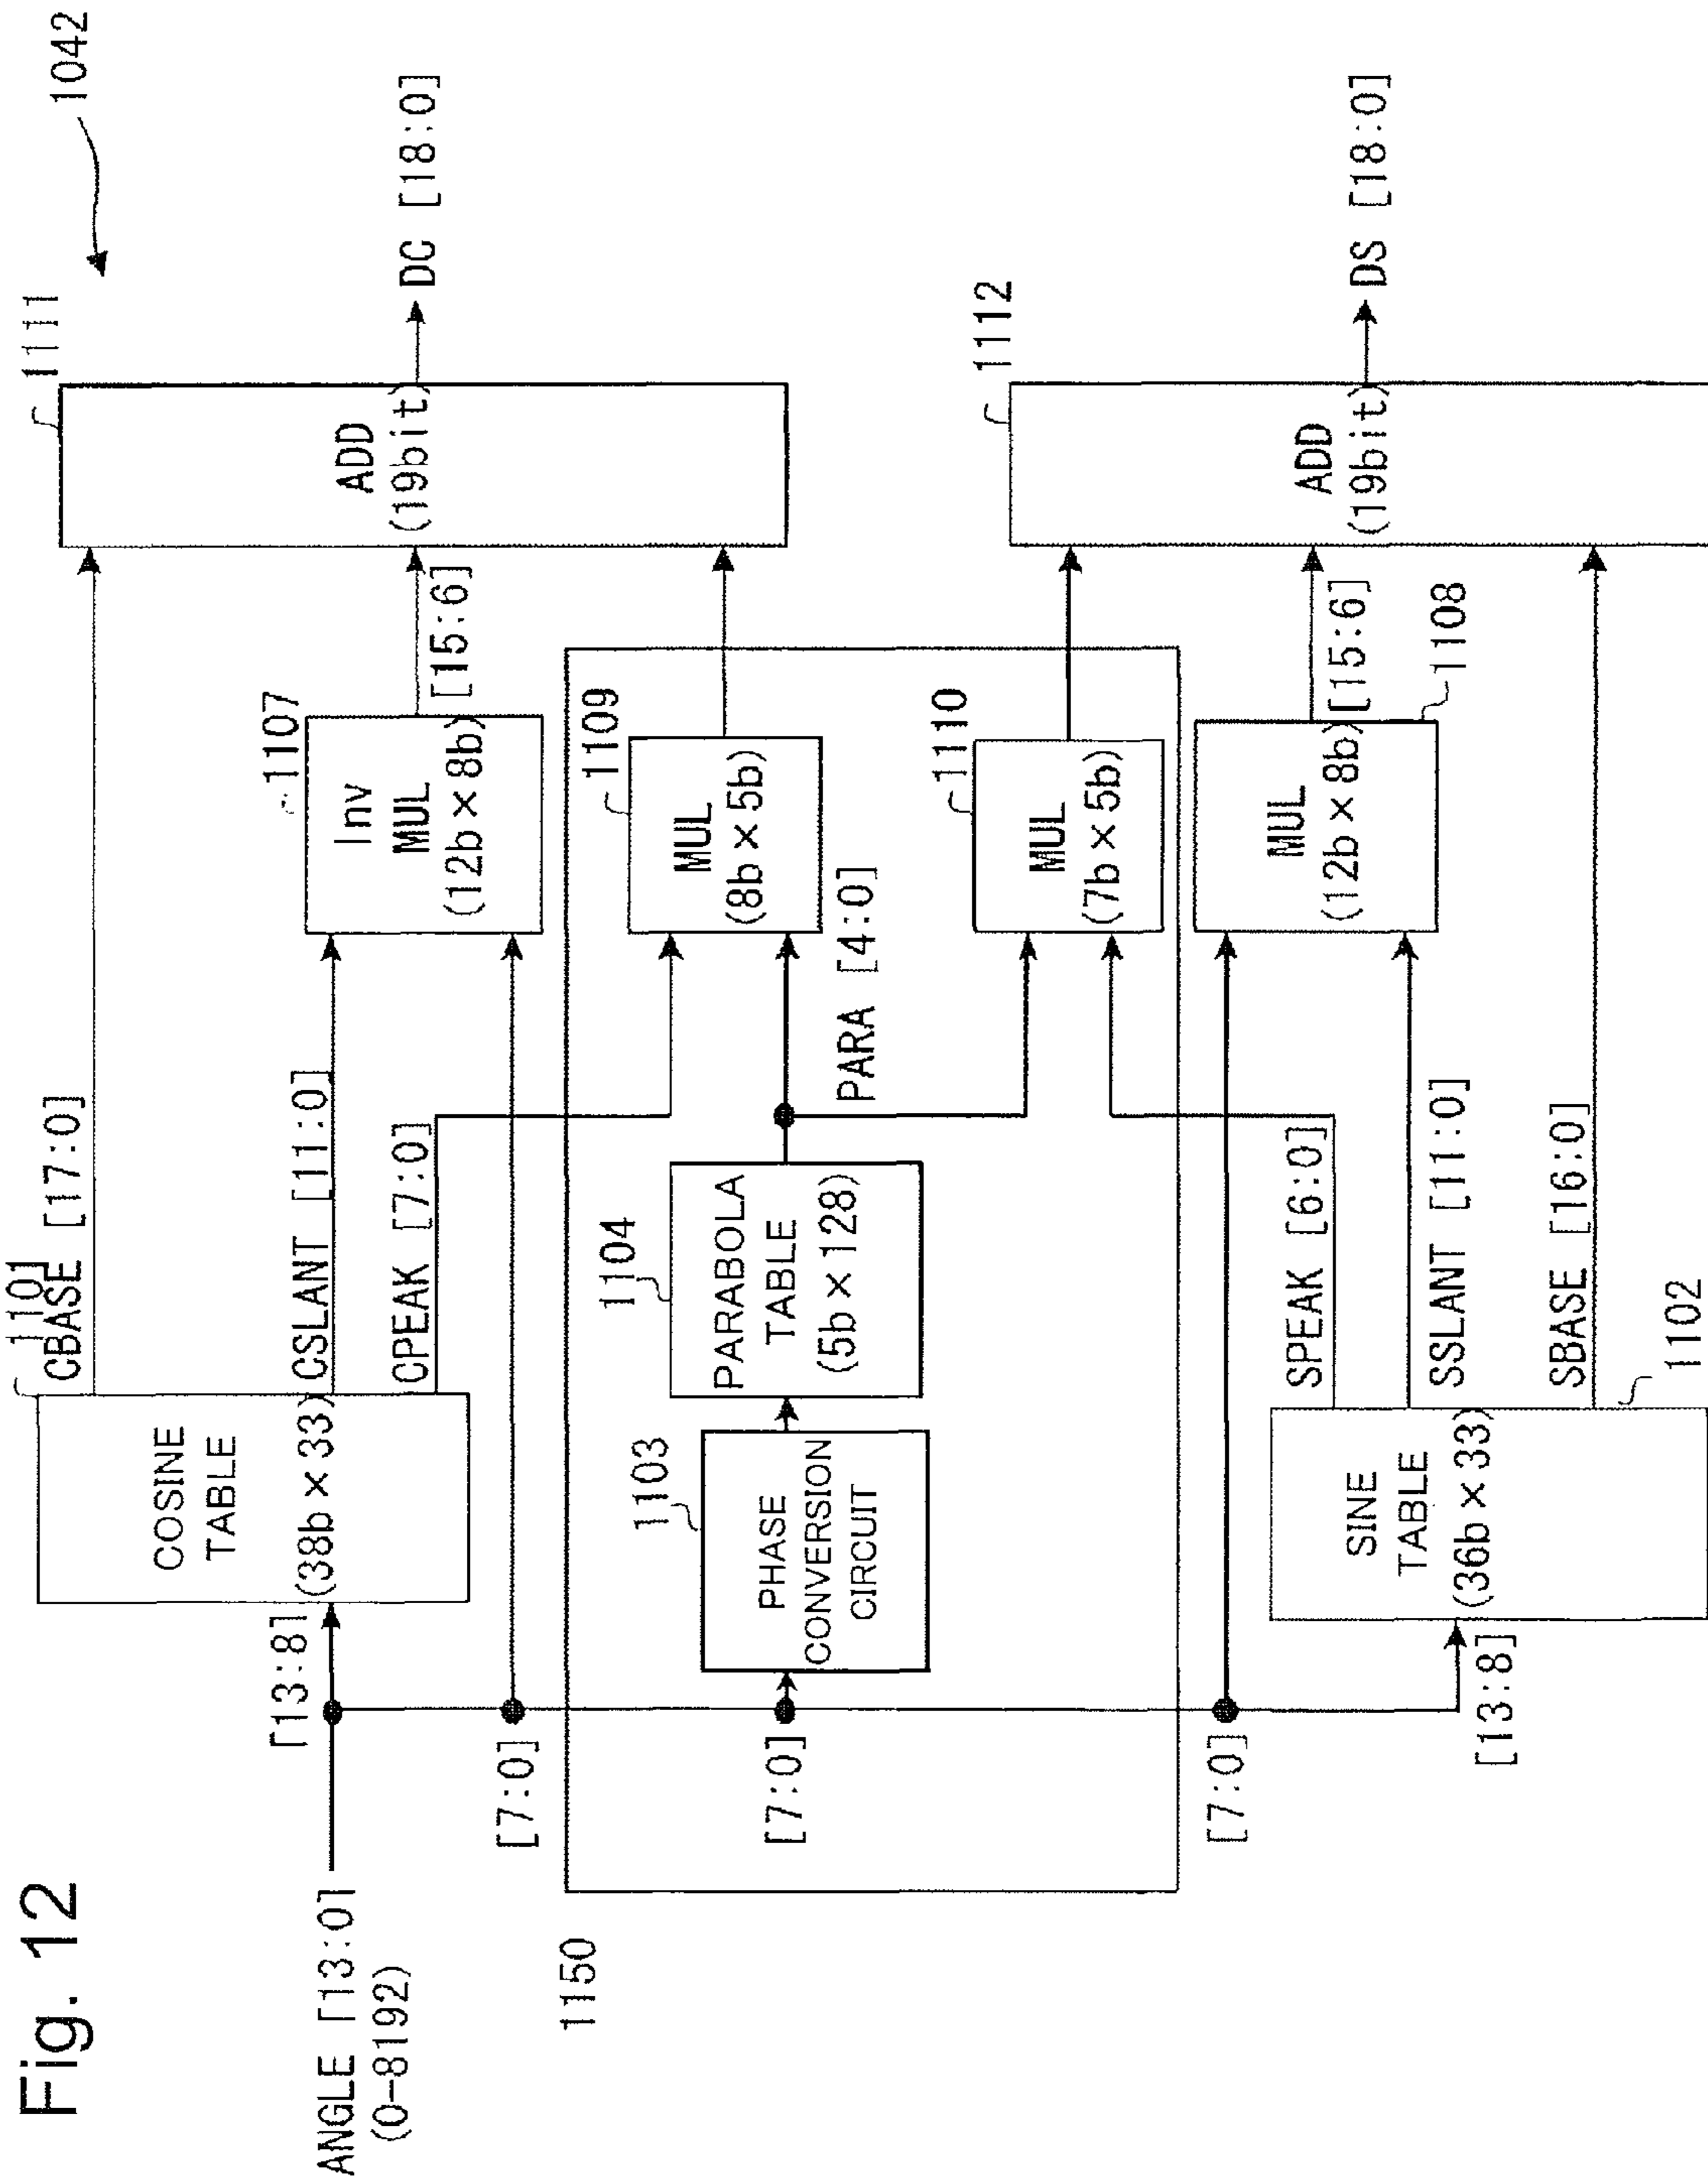 Fig. 12
1042
ANGLE [13:0]
(0-8192)
[13:8]
1101
COSINE
TABLE
(38b×33)
CBASE [17:0]
CSLANT [11:0]
CPEAK [7:0]
1107
Inv
MUL
(12b×8b)
[15:6]
1111
ADD
(19bit)
DC [18:0]
[7:0]
1150
[7:0]
1103
PHASE
CONVERSION
CIRCUIT
1104
PARABOLA
TABLE
(5b×128)
PARA [4:0]
1109
MUL
(8b×5b)
1110
MUL
(7b×5b)
[7:0]
[13:8]
SINE
TABLE
(36b×33)
1102
SPEAK [6:0]
SSLANT [11:0]
SBASE [16:0]
MUL
(12b×8b)
1108
[15:6]
1112
ADD
(19bit)
DS [18:0]